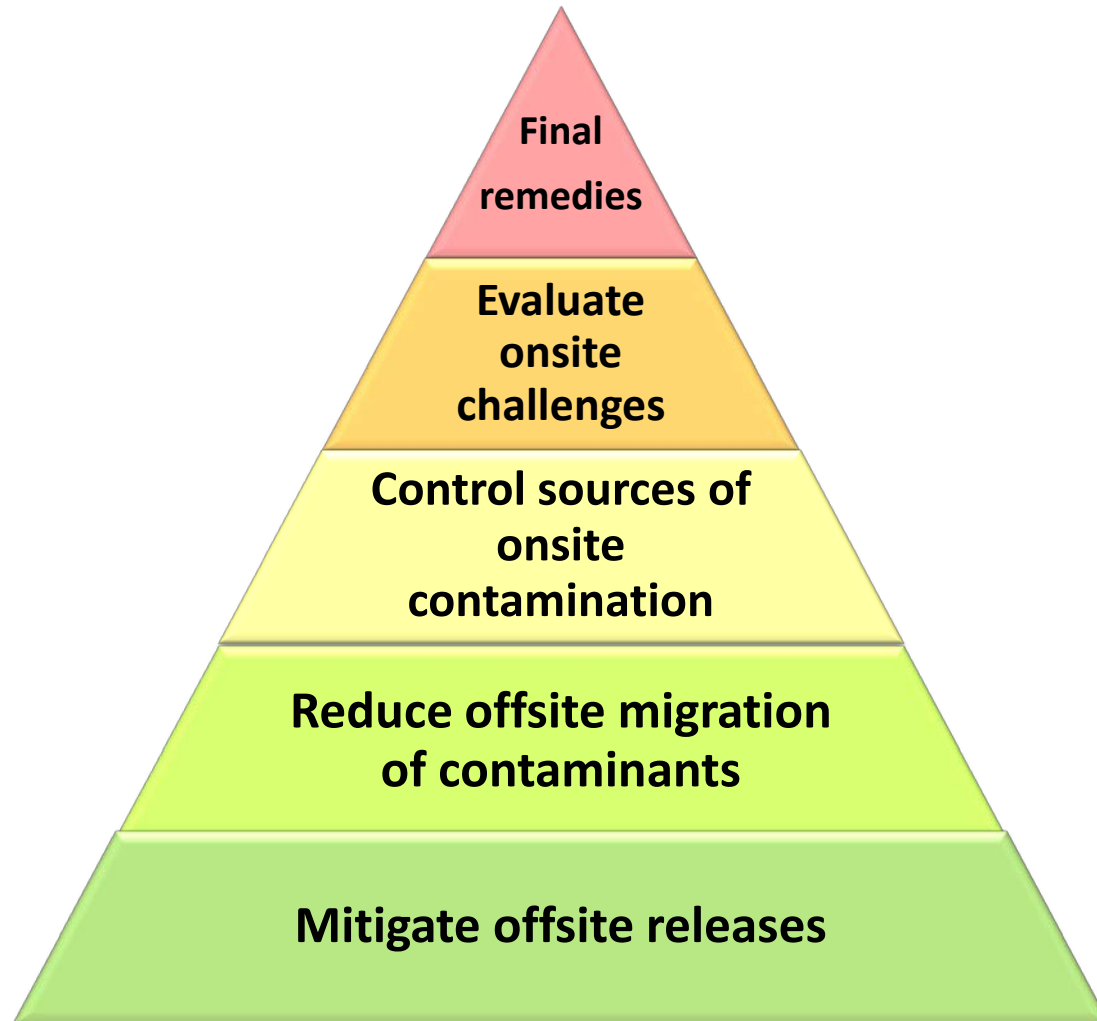 Final
remedies
Evaluate
onsite
challenges
Control sources of
onsite
contamination
Reduce offsite migration
of contaminants
Mitigate offsite releases